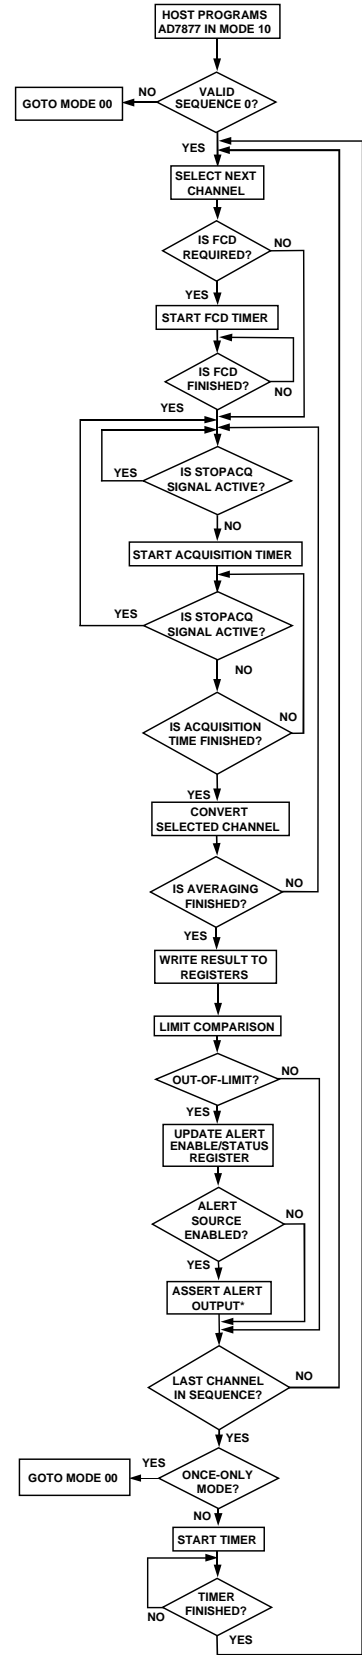 HOST PROGRAMS
AD7877 IN MODE 10
NO
VALID
SEQUENCE 0?
GOTO MODE 00
YES
SELECT NEXT
CHANNEL
IS FCD
REQUIRED?
NO
YES
START FCD TIMER
IS FCD
FINISHED?
NO
YES
YES
IS STOPACQ
SIGNAL ACTIVE?
NO
START ACQUISITION TIMER
YES
IS STOPACQ
SIGNAL ACTIVE?
NO
NO
IS ACQUISITION
TIME FINISHED?
YES
CONVERT
SELECTED CHANNEL
IS AVERAGING
FINISHED?
NO
YES
WRITE RESULT TO
REGISTERS
LIMIT COMPARISON
NO
OUT-OF-LIMIT?
YES
UPDATE ALERT
ENABLE/STATUS
REGISTER
ALERT
SOURCE
ENABLED?
NO
YES
ASSERT ALERT
OUTPUT*
LAST CHANNEL
IN SEQUENCE?
NO
YES
YES
GOTO MODE 00
ONCE-ONLY
MODE?
NO
START TIMER
TIMER
FINISHED?
NO
YES